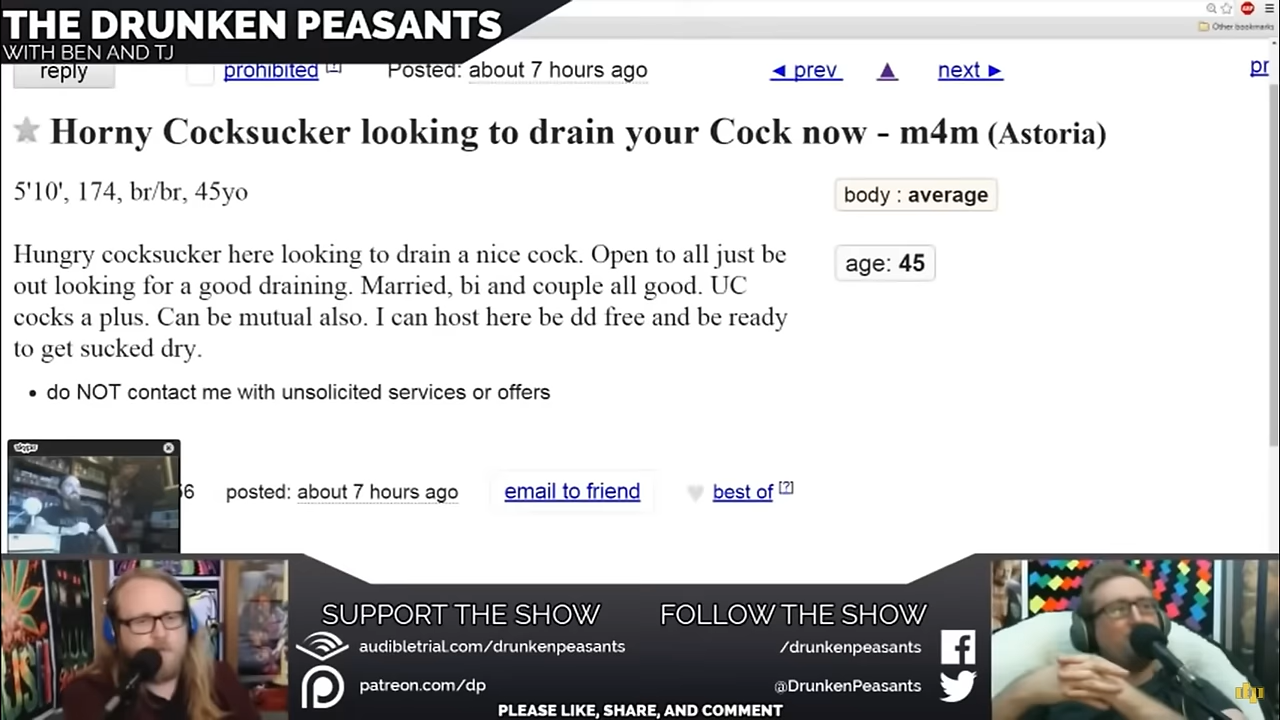 THE DRUNKEN PEASANTS
WITH BEN AND TJ
Other bookmarks
reply
prohibited [?]
Posted: about 7 hours ago
◄ prev ▲ next ►
pr
Horny Cocksucker looking to drain your Cock now - m4m (Astoria)
5'10', 174, br/br, 45yo
body : average
age: 45
Hungry cocksucker here looking to drain a nice cock. Open to all just be
out looking for a good draining. Married, bi and couple all good. UC
cocks a plus. Can be mutual also. I can host here be dd free and be ready
to get sucked dry.
• do NOT contact me with unsolicited services or offers
skype
56 posted: about 7 hours ago email to friend best of [?]
SUPPORT THE SHOW
audibletrial.com/drunkenpeasants
patreon.com/dp
FOLLOW THE SHOW
/drunkenpeasants
@DrunkenPeasants
PLEASE LIKE, SHARE, AND COMMENT
dp